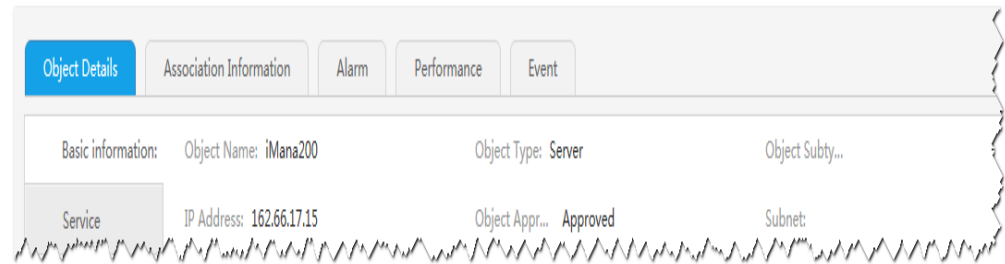 Object Details Association Information Alarm Performance Event
Basic information: Object Name: iMana200 Object Type: Server Object Subty...
Service IP Address: 162.66.17.15 Object Appr... Approved Subnet: